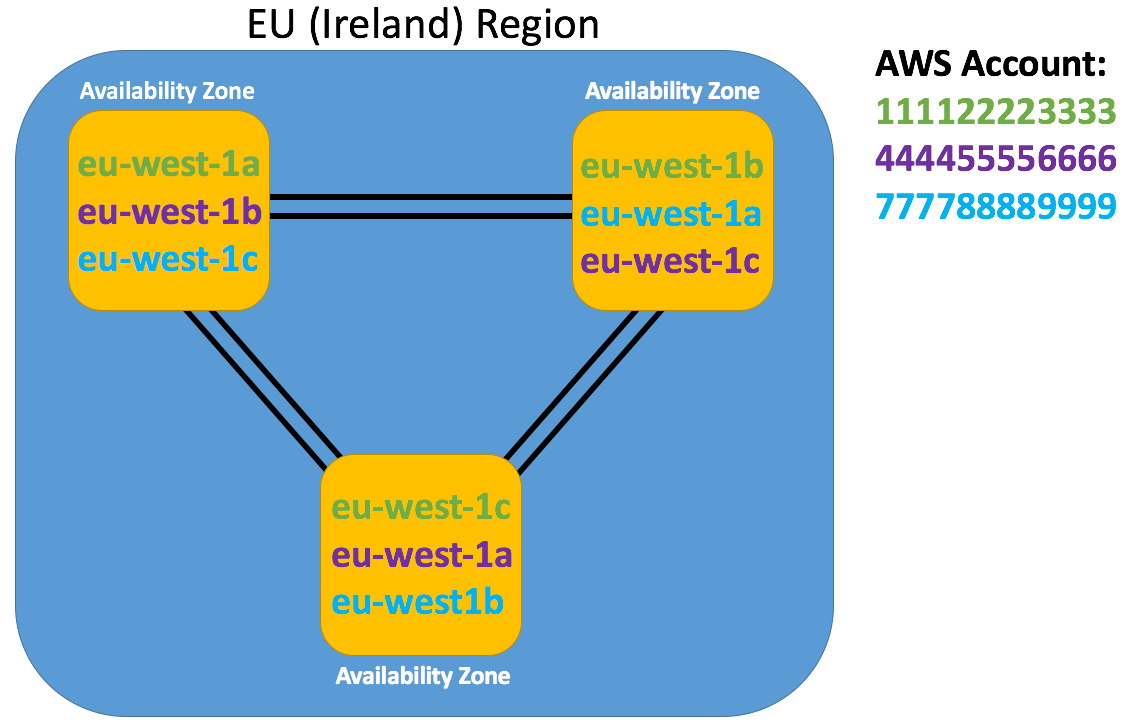 EU (Ireland) Region
Availability Zone
eu-west-1a
eu-west-1b
eu-west-1c
Availability Zone
eu-west-1b
eu-west-1a
eu-west-1c
eu-west-1c
eu-west-1a
eu-west1b
Availability Zone
AWS Account:
111122223333
444455556666
777788889999